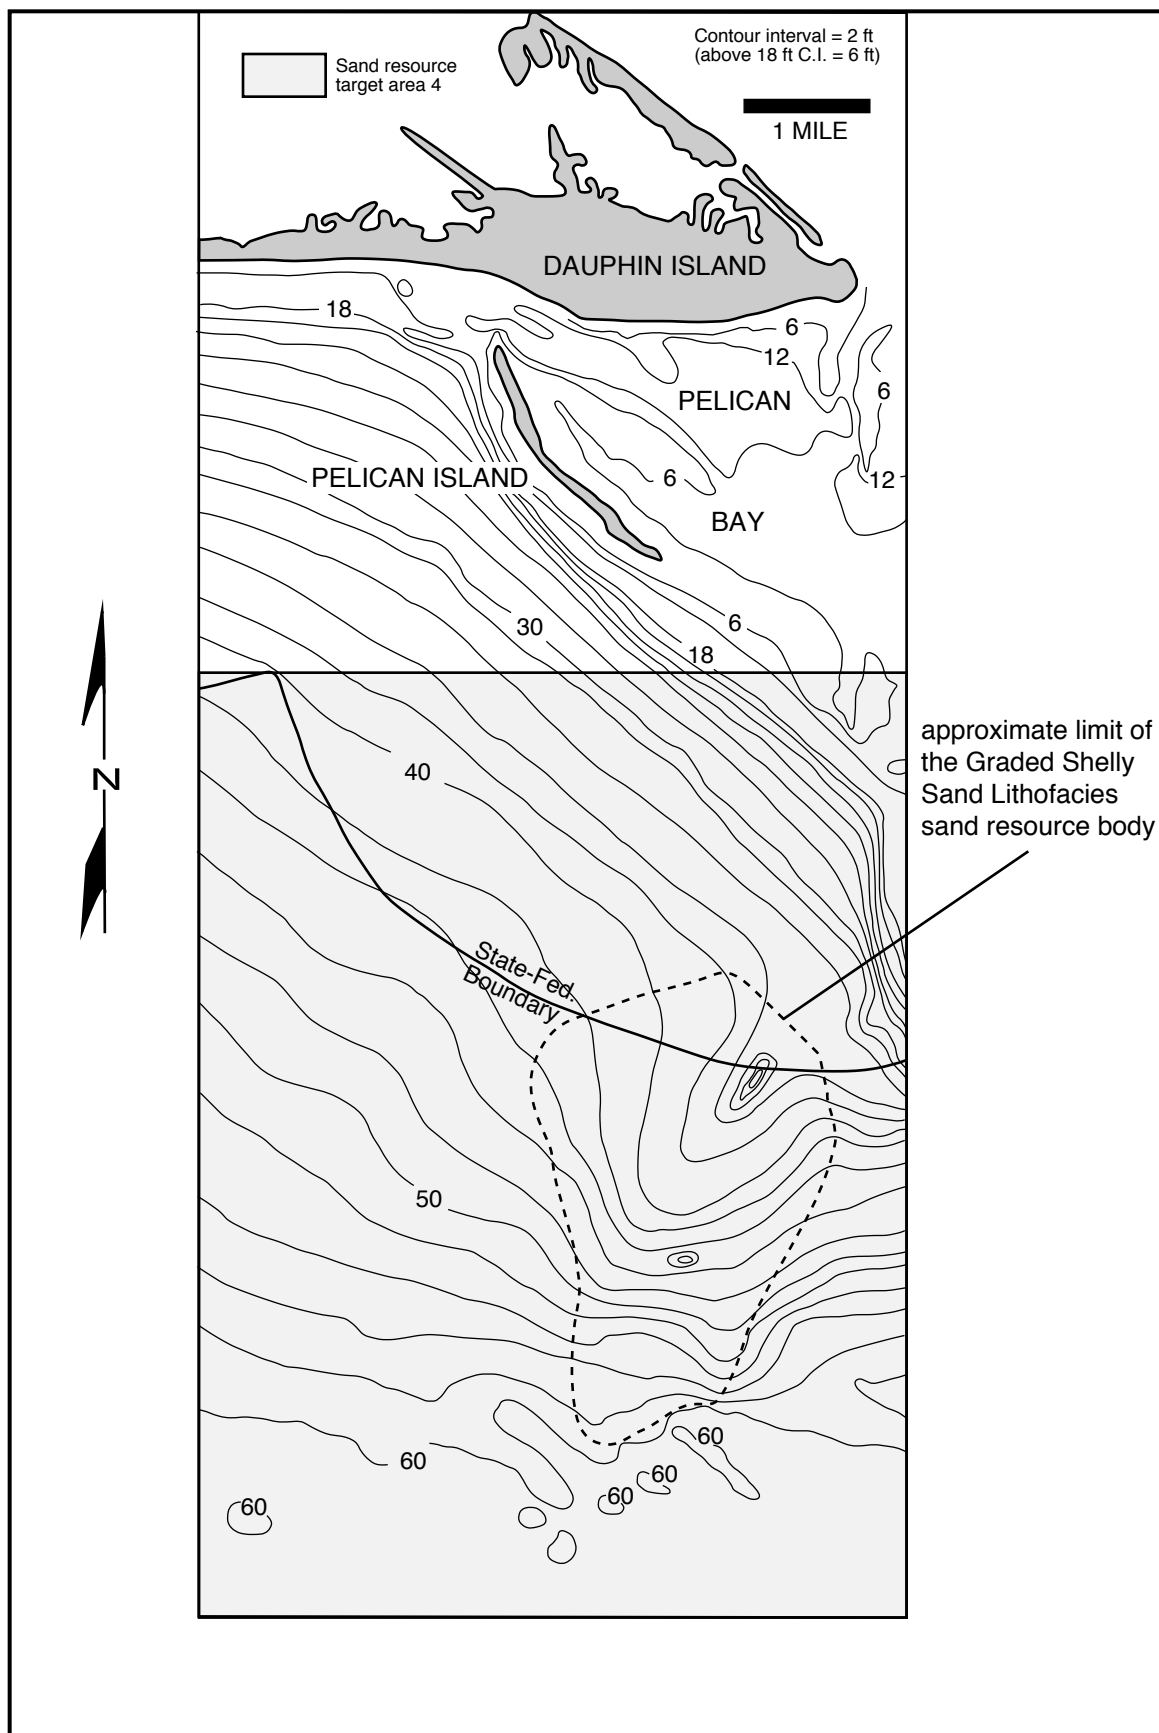 Contour interval = 2 ft
(above 18 ft C.I. = 6 ft)
Sand resource
target area 4
1 MILE
DAUPHIN ISLAND
18
6
12
6
PELICAN
PELICAN ISLAND
6
12
BAY
30
6
18
N
approximate limit of
the Graded Shelly
Sand Lithofacies
sand resource body
40
State-Fed.
Boundary
50
60
60
60
60
60